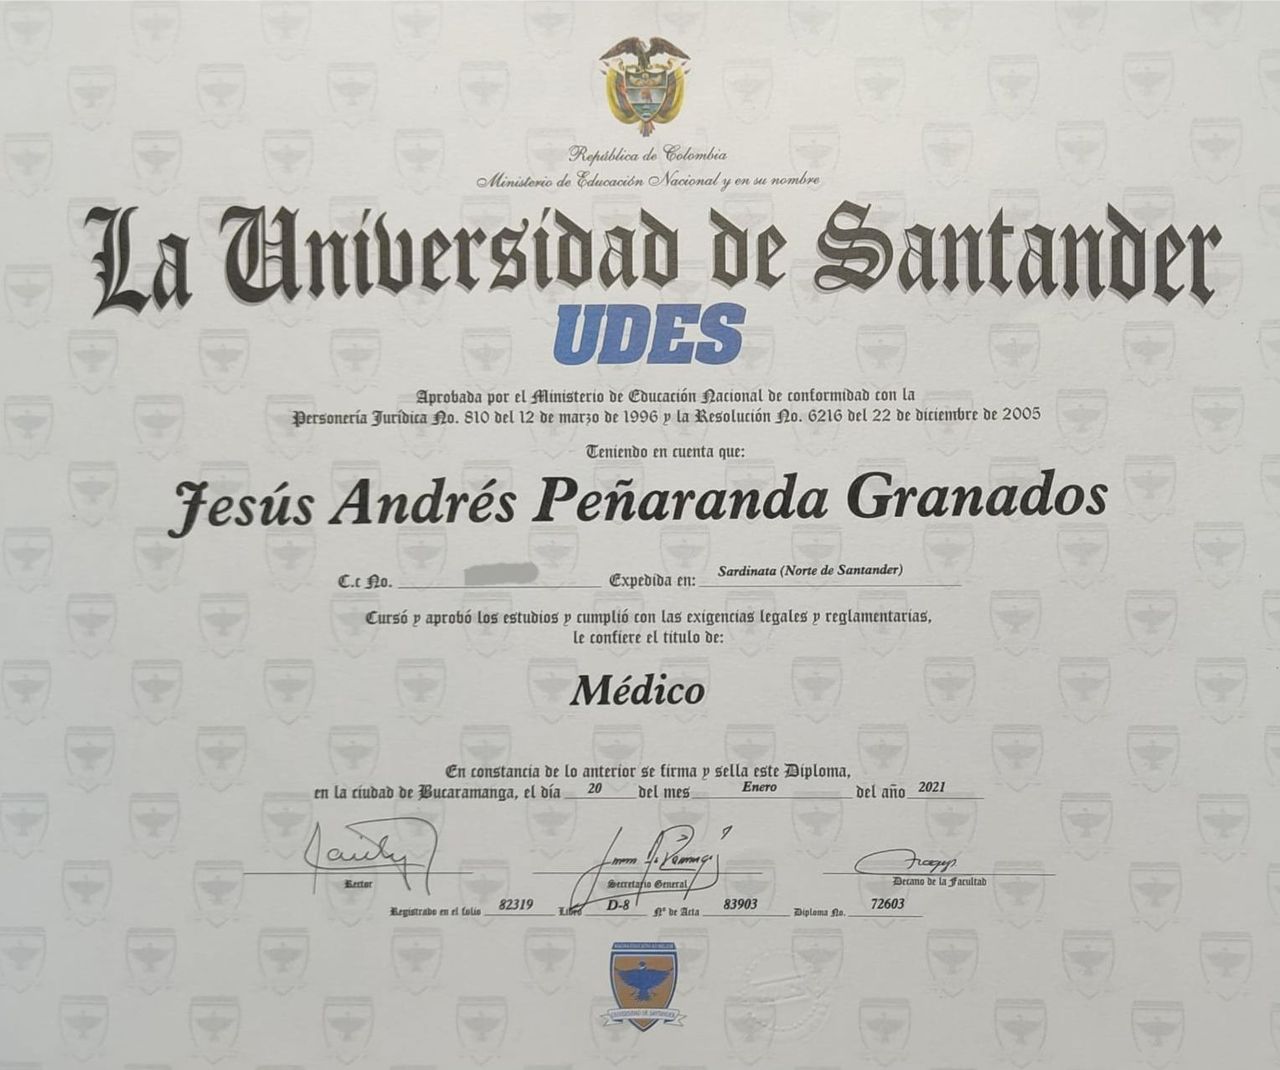 República de Colombia
Ministerio de Educación Nacional y en su nombre
La Universidad de Santander
UDES
Aprobada por el Ministerio de Educación Nacional de conformidad con la
Personería Jurídica No. 810 del 12 de marzo de 1996 y la Resolución No. 6216 del 22 de diciembre de 2005
Teniendo en cuenta que:
Jesús Andrés Peñaranda Granados
C.c No. Expedida en: Sardinata (Norte de Santander)
Cursó y aprobó los estudios y cumplió con las exigencias legales y reglamentarias,
le confiere el titulo de:
Médico
En constancia de lo anterior se firma y sella este Diploma,
en la ciudad de Bucaramanga, el día 20 del mes Enero del año 2021
Rector Secretario General Decano de la Facultad
Registrado en el folio 82319 Libro D-8 Nº de Acta 83903 Diploma No. 72603
UNIVERSIDAD DE SANTANDER